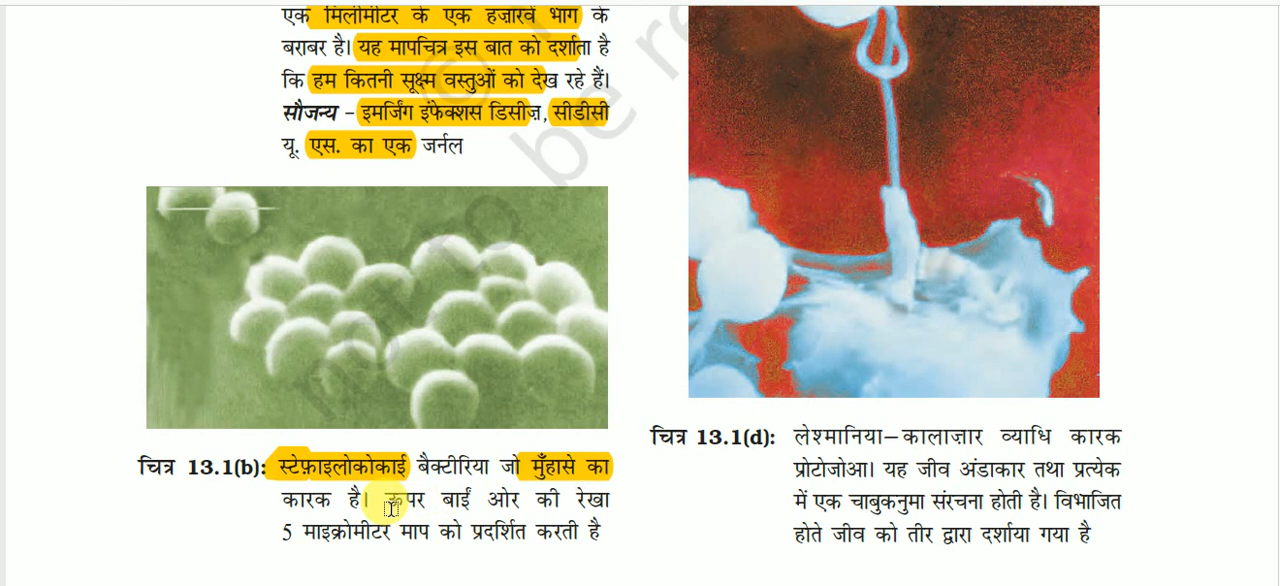 एक मिलीमीटर के एक हजारवें भाग के
बराबर है। यह मापचित्र इस बात को दर्शाता है
कि हम कितनी सूक्ष्म वस्तुओं को देख रहे हैं।
सौजन्य – इमर्जिंग इंफेक्शस डिसीज़, सीडीसी
यू. एस. का एक जर्नल
चित्र 13.1(b): स्टेफ़ाइलोकोकाई बैक्टीरिया जो मुँहासे का
कारक है। ऊपर बाईं ओर की रेखा
5 माइक्रोमीटर माप को प्रदर्शित करती है
चित्र 13.1(d): लेश्मानिया–कालाज़ार व्याधि कारक
प्रोटोजोआ। यह जीव अंडाकार तथा प्रत्येक
में एक चाबुकनुमा संरचना होती है। विभाजित
होते जीव को तीर द्वारा दर्शाया गया है